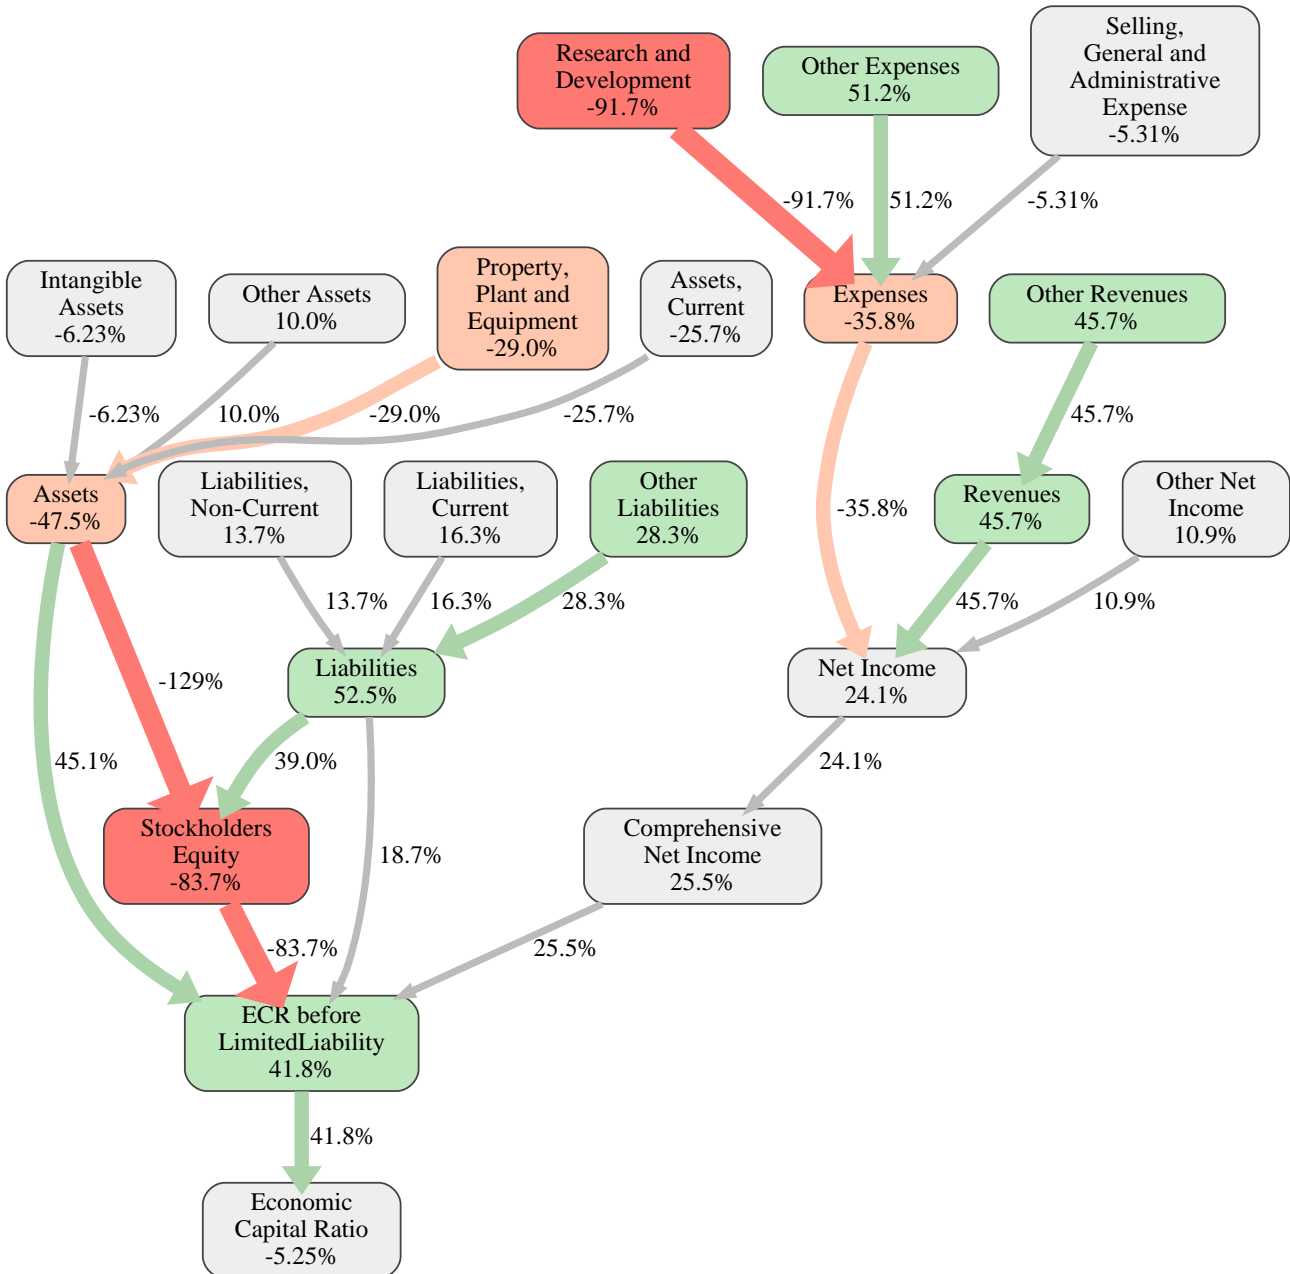 Research and
Development
-91.7%
Other Expenses
51.2%
Selling,
General and
Administrative
Expense
-5.31%
-91.7%
51.2%
-5.31%
Intangible
Assets
-6.23%
Other Assets
10.0%
Property,
Plant and
Equipment
-29.0%
Assets,
Current
-25.7%
Expenses
-35.8%
Other Revenues
45.7%
-6.23%
10.0%
-29.0%
-25.7%
45.7%
Assets
-47.5%
Liabilities,
Non-Current
13.7%
Liabilities,
Current
16.3%
Other
Liabilities
28.3%
-35.8%
Revenues
45.7%
Other Net
Income
10.9%
13.7%
16.3%
28.3%
45.7%
10.9%
-129%
Liabilities
52.5%
Net Income
24.1%
45.1%
39.0%
24.1%
Stockholders
Equity
-83.7%
18.7%
Comprehensive
Net Income
25.5%
-83.7%
25.5%
ECR before
LimitedLiability
41.8%
41.8%
Economic
Capital Ratio
-5.25%